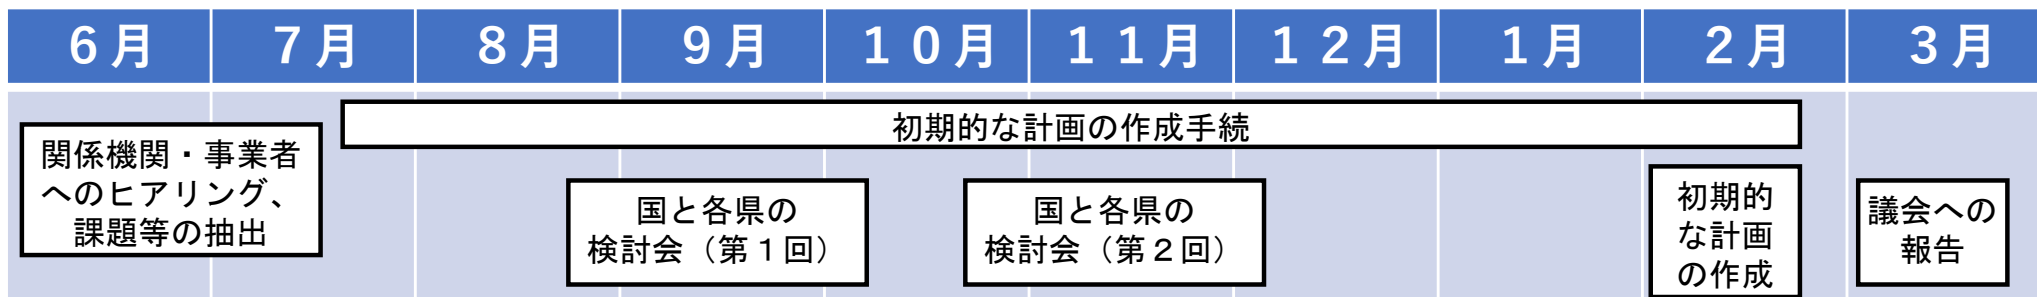 6月 7月 8月 9月 10月 11月 12月 1月 2月 3月
初期的な計画の作成手続
関係機関・事業者
へのヒアリング、
課題等の抽出
国と各県の
検討会（第１回）
国と各県の
検討会（第２回）
初期的
な計画
の作成
議会への
報告